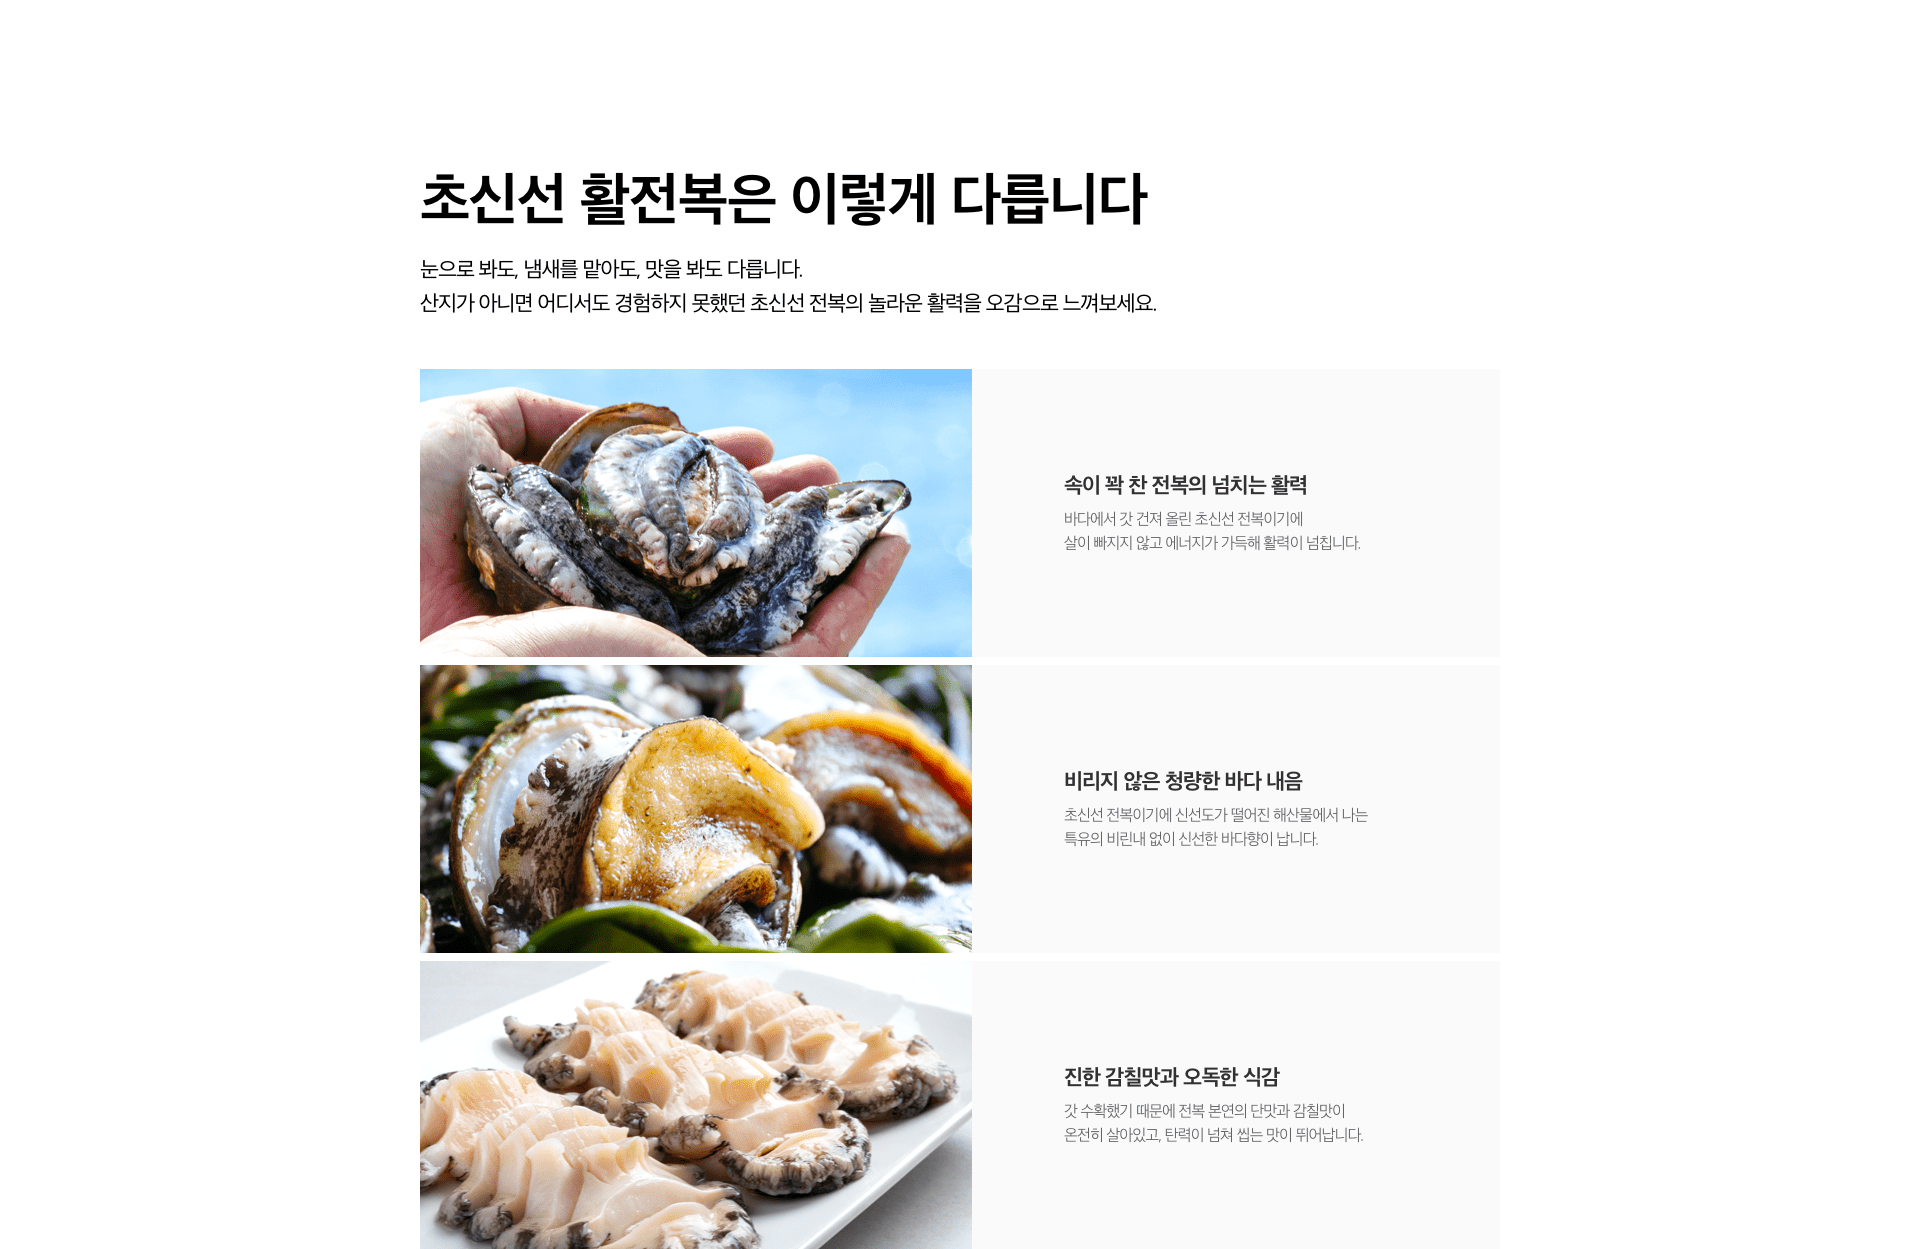 초신선 활전복은 이렇게 다릅니다
눈으로 봐도, 냄새를 맡아도, 맛을 봐도 다릅니다.
산지가 아니면 어디서도 경험하지 못했던 초신선 전복의 놀라운 활력을 오감으로 느껴보세요.
속이 꽉 찬 전복의 넘치는 활력
바다에서 갓 건져 올린 초신선 전복이기에
살이 빠지지 않고 에너지가 가득해 활력이 넘칩니다.
비리지 않은 청량한 바다 내음
초신선 전복이기에 신선도가 떨어진 해산물에서 나는
특유의 비린내 없이 신선한 바다향이 납니다.
진한 감칠맛과 오독한 식감
갓 수확했기 때문에 전복 본연의 단맛과 감칠맛이
온전히 살아있고, 탄력이 넘쳐 씹는 맛이 뛰어납니다.